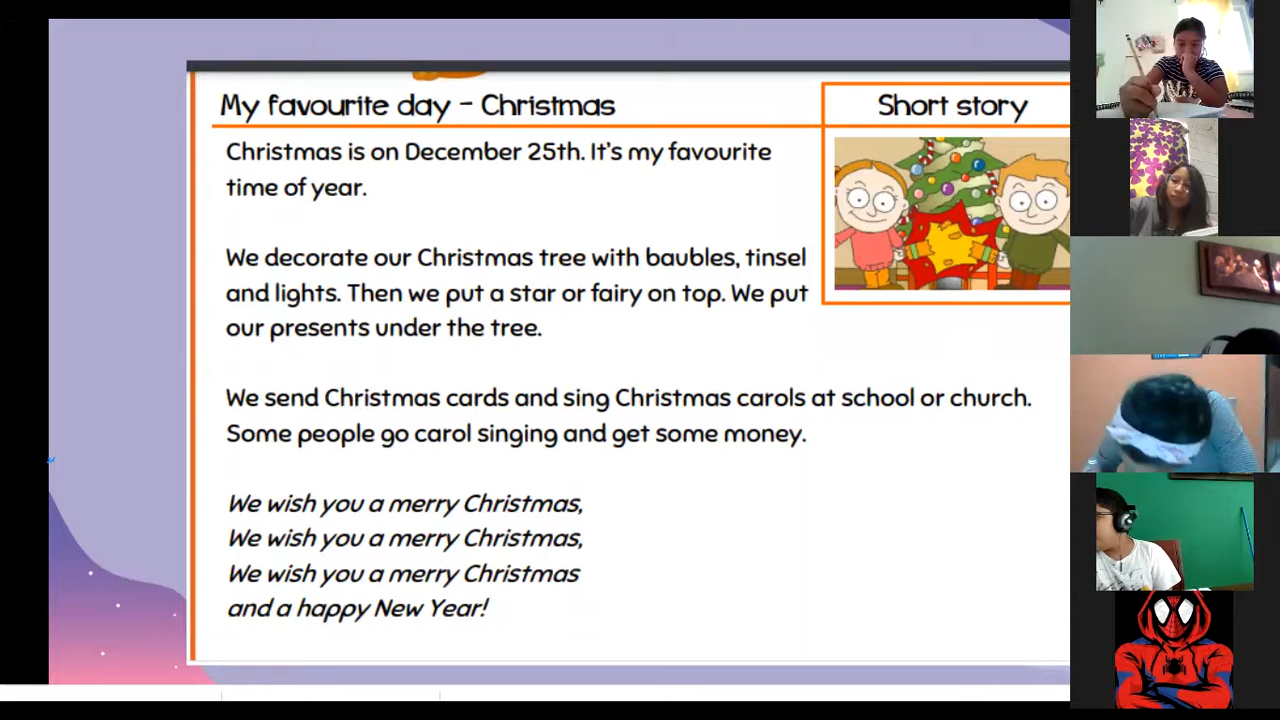 My favourite day - Christmas
Short story
Christmas is on December 25th. It's my favourite
time of year.
We decorate our Christmas tree with baubles, tinsel
and lights. Then we put a star or fairy on top. We put
our presents under the tree.
We send Christmas cards and sing Christmas carols at school or church.
Some people go carol singing and get some money.
We wish you a merry Christmas,
We wish you a merry Christmas,
We wish you a merry Christmas
and a happy New Year!